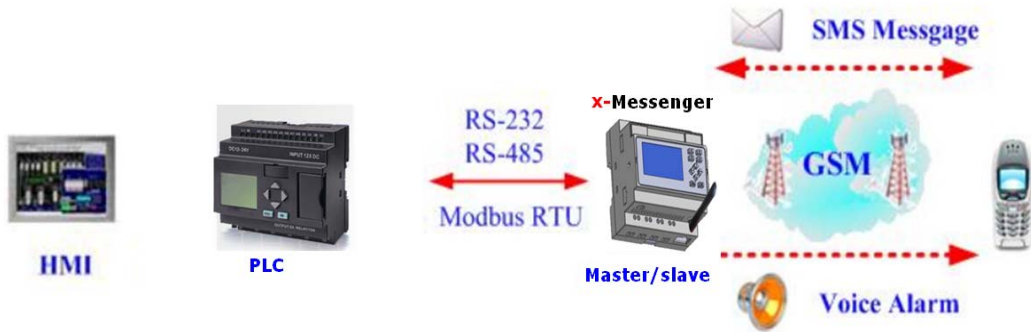 SMS Messgage
x-Messenger
RS-232
RS-485
GSM
Modbus RTU
HMI
PLC
Master/slave
Voice Alarm